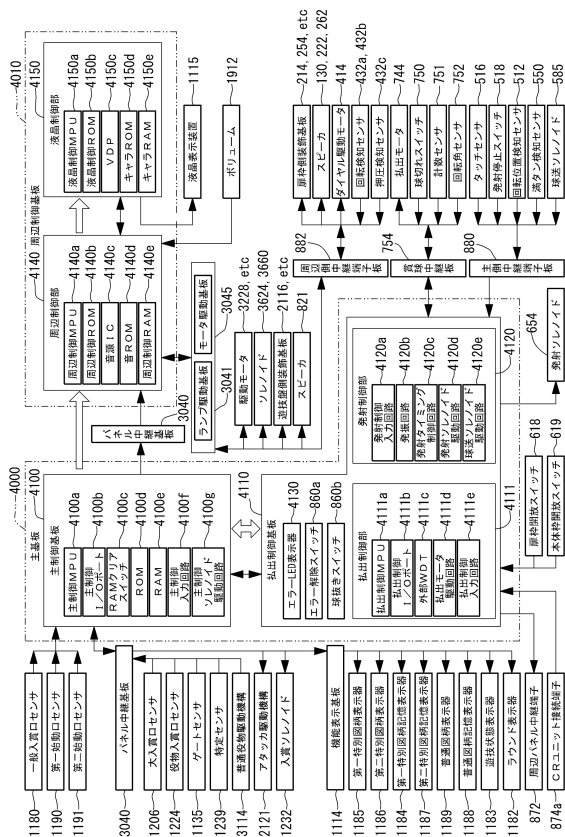 4000
主基板
4100
主制御基板
主制御MPU
4100a
主制御I/Oポート
4100b
RAMクリアスイッチ
4100c
ROM
4100d
RAM
4100e
主制御入力回路
4100f
主制御ソレノイド駆動回路
4100g
1180
一般入賞口センサ
1190
第一始動口センサ
1191
第二始動口センサ
3040
パネル中継基板
1206
大入賞口センサ
1224
役物入賞口センサ
1135
ゲートセンサ
1239
特定センサ
3114
普通役物駆動機構
2121
アタッカ駆動機構
1232
入賞ソレノイド
1114
機能表示基板
1185
第一特別図柄表示器
1186
第二特別図柄表示器
1184
第一特別図柄記憶表示器
1187
第二特別図柄記憶表示器
1189
普通図柄表示器
1188
普通図柄記憶表示器
1183
遊技状態表示器
1182
ラウンド表示器
872
周辺パネル中継端子
874a
CRユニット接続端子
4110
払出制御基板
エラーLED表示器
4130
エラー解除スイッチ
860a
球抜きスイッチ
860b
払出制御部
4111
払出制御MPU
4111a
払出制御I/Oポート
4111b
外部WDT
4111c
払出モータ駆動回路
4111d
払出制御入力回路
4111e
発射制御部
4120
発射制御入力回路
4120a
発振回路
4120b
発射タイミング制御回路
4120c
発射ソレノイド駆動回路
4120d
球送ソレノイド駆動回路
4120e
扉枠開放スイッチ
618
本体枠開放スイッチ
619
発射ソレノイド
654
パネル中継基板
3040
4010
周辺制御基板
周辺制御部
4140
周辺制御MPU
4140a
周辺制御ROM
4140b
音源IC
4140c
音ROM
4140d
周辺制御RAM
4140e
液晶制御部
4150
液晶制御MPU
4150a
液晶制御ROM
4150b
VDP
4150c
キャラROM
4150d
キャラRAM
4150e
液晶表示装置
1115
ボリューム
1912
ランプ駆動基板
3041
モータ駆動基板
3045
駆動モータ
3228, etc
ソレノイド
3624, 3660
遊技盤側装飾基板
2116, etc
スピーカ
821
周辺側中継端子板
882
賞球中継板
754
主側中継端子板
880
扉枠側装飾基板
214, 254, etc
スピーカ
130, 222, 262
ダイヤル駆動モータ
414
回転検知センサ
432a, 432b
押圧検知センサ
432c
払出モータ
744
球切れスイッチ
750
計数センサ
751
回転角センサ
752
タッチセンサ
516
発射停止スイッチ
518
回転位置検知センサ
512
満タン検知センサ
550
球送ソレノイド
585